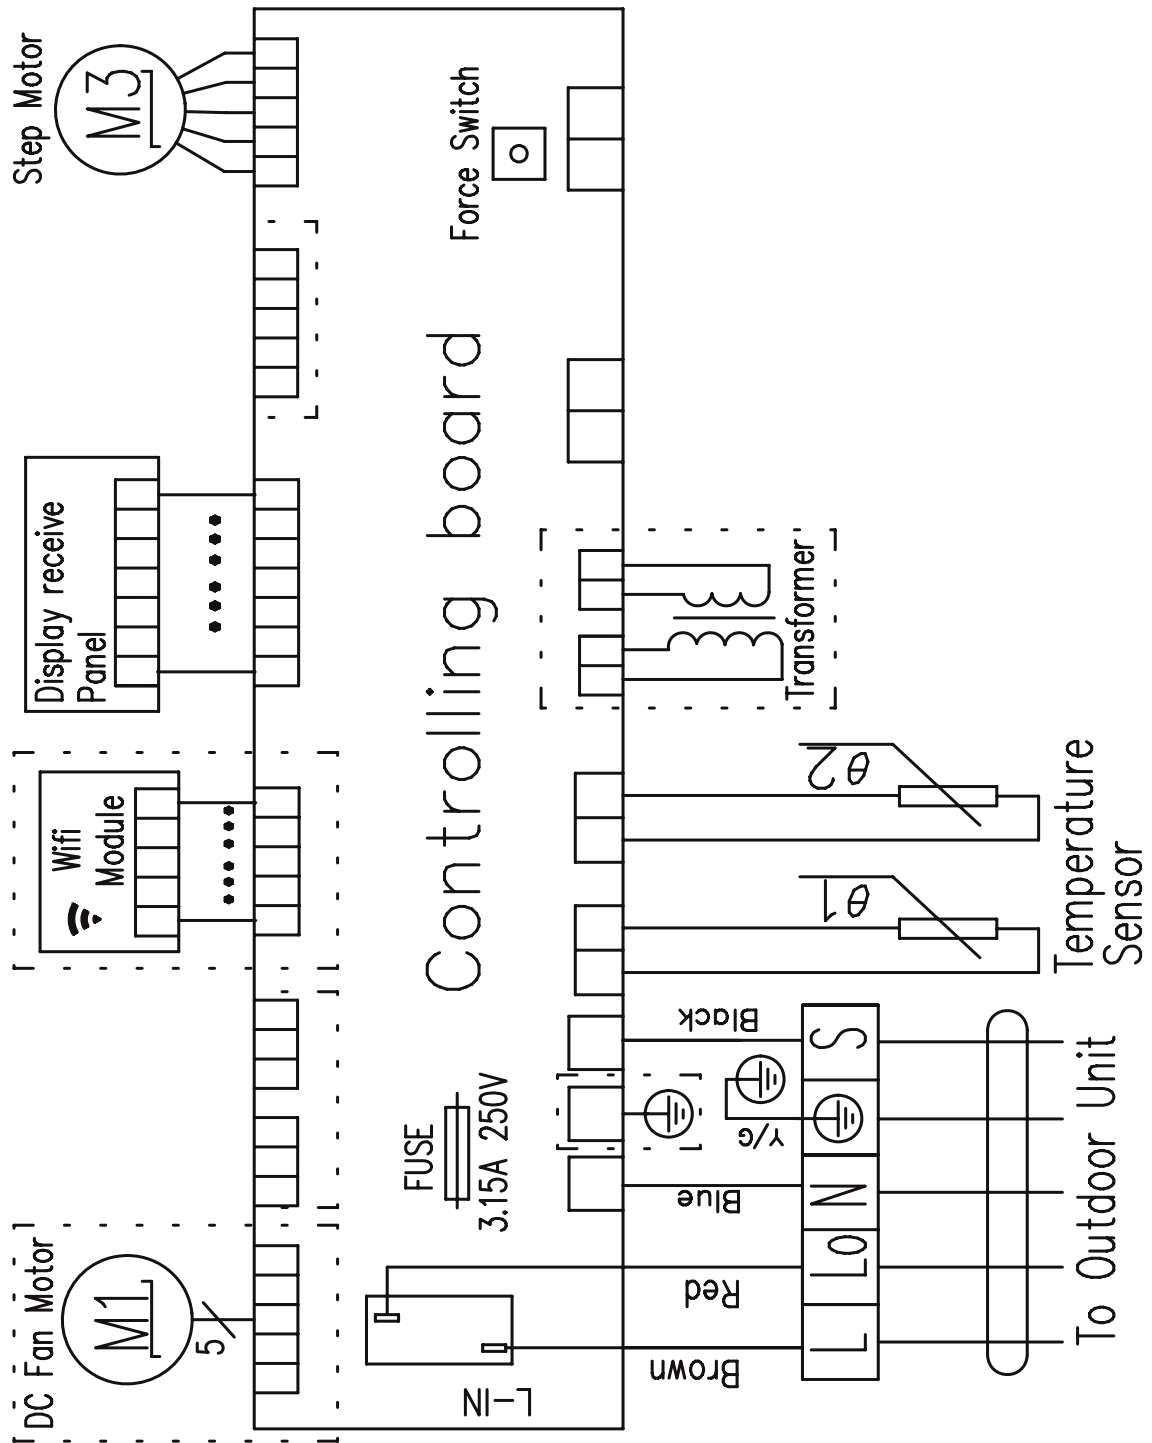 DC Fan Motor
M1
5
Wifi
Module
Display receive
Panel
Step Motor
M3
L-IN
FUSE
3.15A 250V
Controlling board
Force Switch
Brown
Red
Blue
Y/G
Black
L
LO
N
S
θ1
θ2
Transformer
To Outdoor Unit
Temperature
Sensor